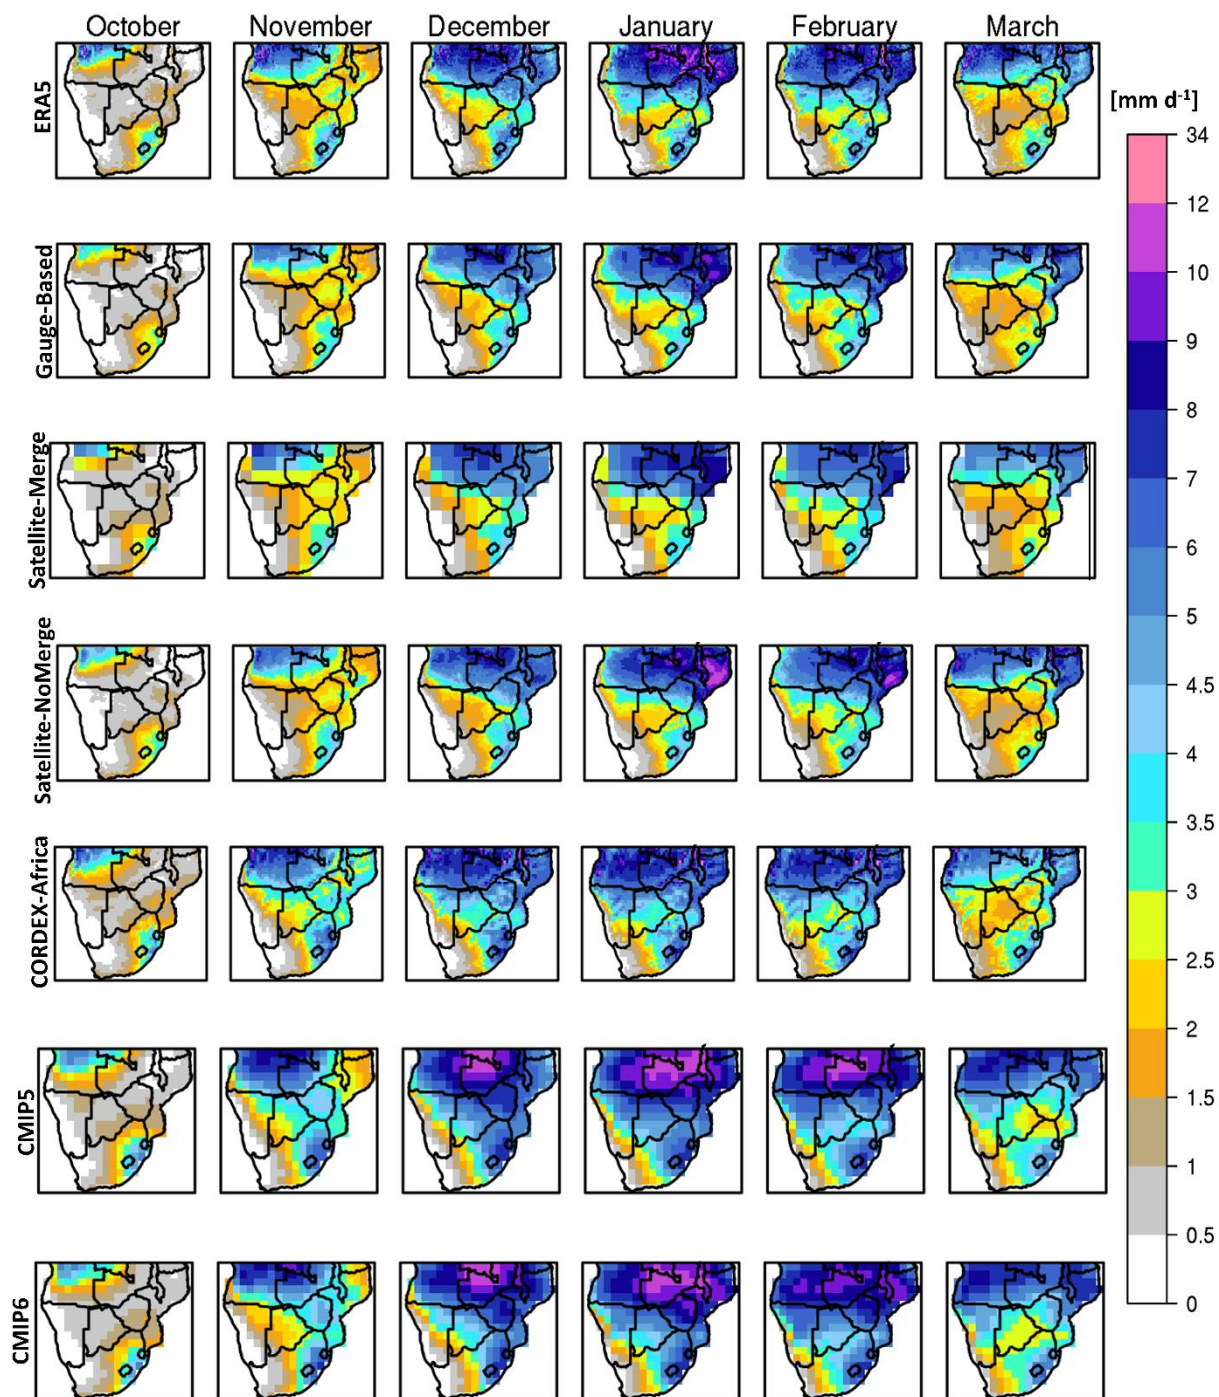 October November December January February March
ERA5
[mm d⁻¹]
Gauge-Based
Satellite-Merge
Satellite-NoMerge
CORDEX-Africa
CMIP5
CMIP6
34
12
10
9
8
7
6
5
4.5
4
3.5
3
2.5
2
1.5
1
0.5
0